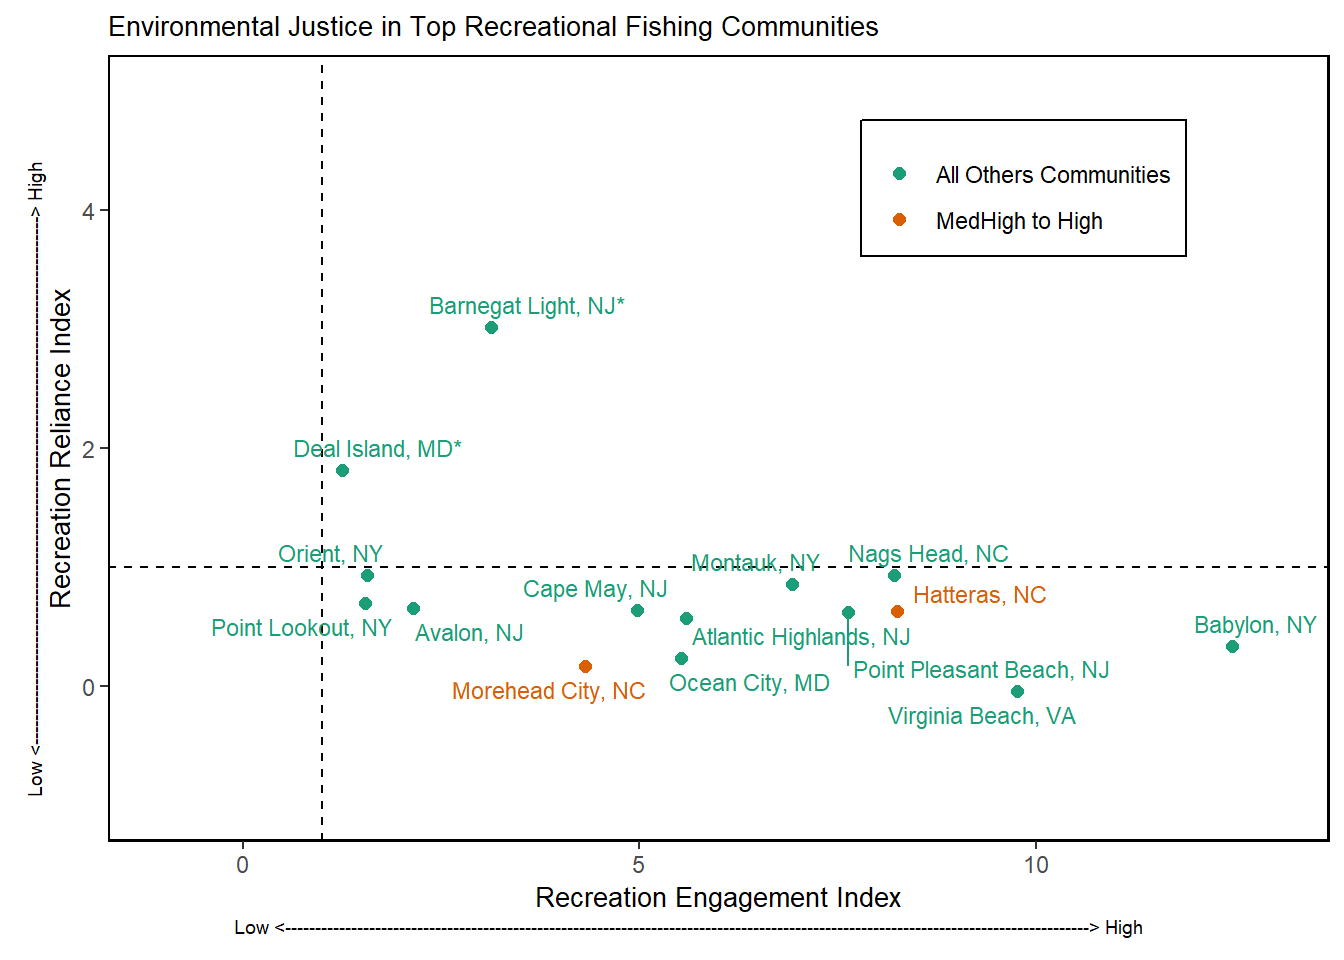 Environmental Justice in Top Recreational Fishing Communities
All Others Communities
MedHigh to High
4
2
0
Recreation Reliance Index
Low <-------------------------------------------------------------------------------> High
Barnegat Light, NJ*
Deal Island, MD*
Orient, NY
Montauk, NY
Nags Head, NC
Cape May, NJ
Hatteras, NC
Point Lookout, NY
Avalon, NJ
Atlantic Highlands, NJ
Babylon, NY
Point Pleasant Beach, NJ
Morehead City, NC
Ocean City, MD
Virginia Beach, VA
0
5
10
Recreation Engagement Index
Low <-------------------------------------------------------------------------------------------------------------------------------------> High